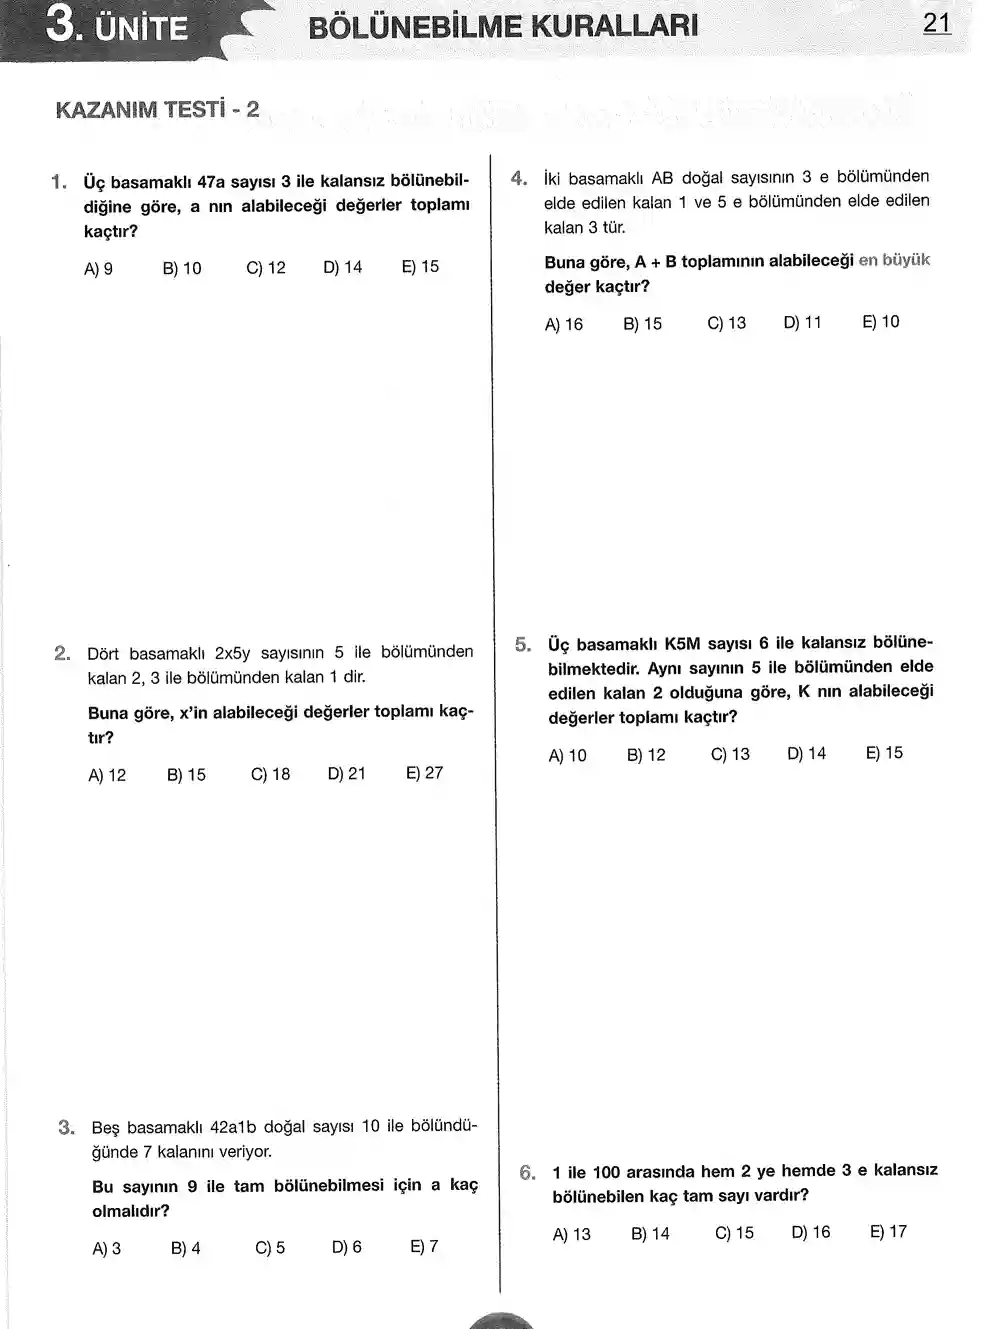 3. ÜNİTE
BÖLÜNEBİLME KURALLARI
21
KAZANIM TESTİ - 2
1. Üç basamaklı 47a sayısı 3 ile kalansız bölünebil-
diğine göre, a nın alabileceği değerler toplamı
kaçtır?
A) 9 B) 10 C) 12 D) 14 E) 15
2. Dört basamaklı 2x5y sayısının 5 ile bölümünden
kalan 2, 3 ile bölümünden kalan 1 dir.
Buna göre, x'in alabileceği değerler toplamı kaç-
tır?
A) 12 B) 15 C) 18 D) 21 E) 27
3. Beş basamaklı 42a1b doğal sayısı 10 ile bölündü-
ğünde 7 kalanını veriyor.
Bu sayının 9 ile tam bölünebilmesi için a kaç
olmalıdır?
A) 3 B) 4 C) 5 D) 6 E) 7
4. İki basamaklı AB doğal sayısının 3 e bölümünden
elde edilen kalan 1 ve 5 e bölümünden elde edilen
kalan 3 tür.
Buna göre, A + B toplamının alabileceği en büyük
değer kaçtır?
A) 16 B) 15 C) 13 D) 11 E) 10
5. Üç basamaklı K5M sayısı 6 ile kalansız bölüne-
bilmektedir. Aynı sayının 5 ile bölümünden elde
edilen kalan 2 olduğuna göre, K nın alabileceği
değerler toplamı kaçtır?
A) 10 B) 12 C) 13 D) 14 E) 15
6. 1 ile 100 arasında hem 2 ye hemde 3 e kalansız
bölünebilen kaç tam sayı vardır?
A) 13 B) 14 C) 15 D) 16 E) 17